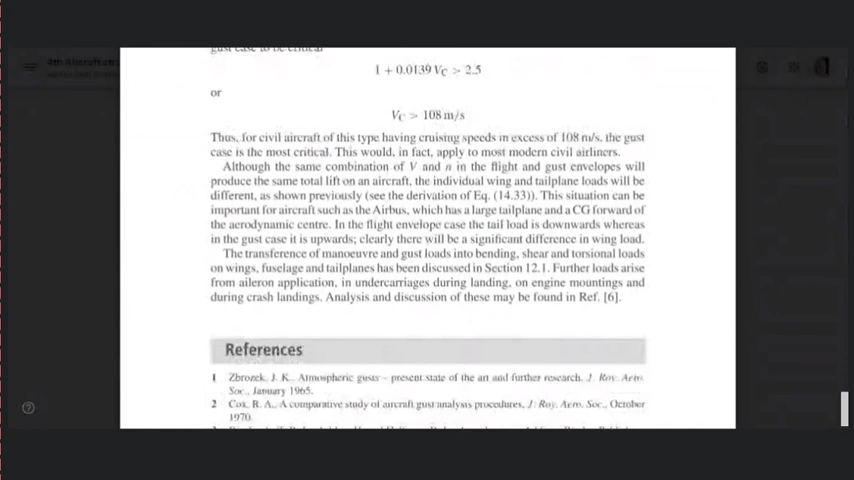 gust case to be critical
1 + 0.0139 VC > 2.5
or
VC > 108 m/s
Thus, for civil aircraft of this type having cruising speeds in excess of 108 m/s, the gust
case is the most critical. This would, in fact, apply to most modern civil airliners.
Although the same combination of V and n in the flight and gust envelopes will
produce the same total lift on an aircraft, the individual wing and tailplane loads will be
different, as shown previously (see the derivation of Eq. (14.33)). This situation can be
important for aircraft such as the Airbus, which has a large tailplane and a CG forward of
the aerodynamic centre. In the flight envelope case the tail load is downwards whereas
in the gust case it is upwards; clearly there will be a significant difference in wing load.
The transference of manoeuvre and gust loads into bending, shear and torsional loads
on wings, fuselage and tailplanes has been discussed in Section 12.1. Further loads arise
from aileron application, in undercarriages during landing, on engine mountings and
during crash landings. Analysis and discussion of these may be found in Ref. [6].
References
1 Zbrozek, J. K., Atmospheric gusts – present state of the art and further research, J. Roy. Aero.
Soc., January 1965.
2 Cox, R. A., A comparative study of aircraft gust analysis procedures, J. Roy. Aero. Soc., October
1970.